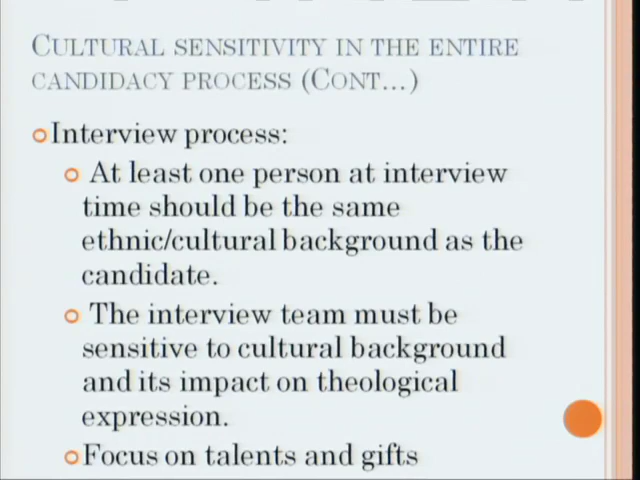 CULTURAL SENSITIVITY IN THE ENTIRE
CANDIDACY PROCESS (CONT...)
Interview process:
At least one person at interview
time should be the same
ethnic/cultural background as the
candidate.
The interview team must be
sensitive to cultural background
and its impact on theological
expression.
Focus on talents and gifts